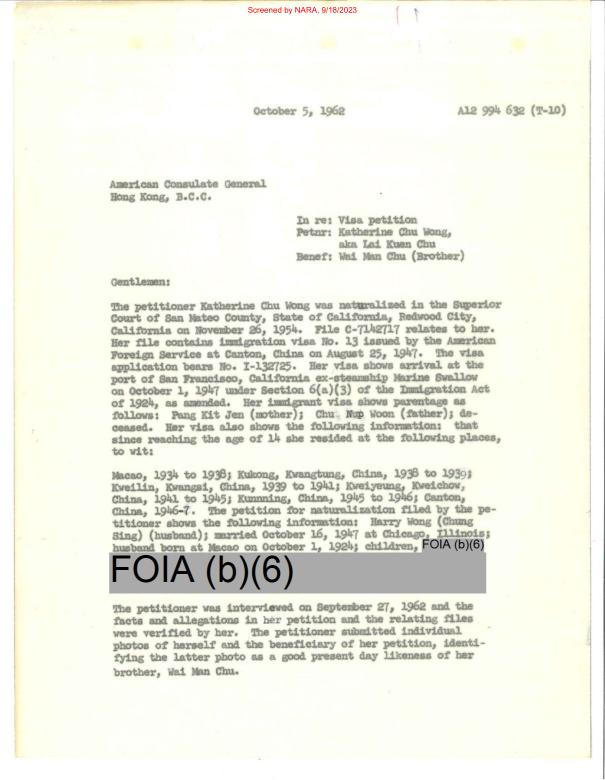 Screened by NARA, 9/18/2023
October 5, 1962
A12 994 632 (T-10)
American Consulate General
Hong Kong, B.C.C.
In re: Visa petition
Petnr: Katherine Chu Wong,
aka Lai Kuen Chu
Benef: Wai Man Chu (Brother)
Gentlemen:
The petitioner Katherine Chu Wong was naturalized in the Superior
Court of San Mateo County, State of California, Redwood City,
California on November 26, 1954. File C-7142717 relates to her.
Her file contains immigration visa No. 13 issued by the American
Foreign Service at Canton, China on August 25, 1947. The visa
application bears No. I-132725. Her visa shows arrival at the
port of San Francisco, California ex-steamship Marine Swallow
on October 1, 1947 under Section 6(a)(3) of the Immigration Act
of 1924, as amended. Her immigrant visa shows parentage as
follows: Pang Kit Jen (mother); Chu Nup Woon (father); de-
ceased. Her visa also shows the following information: that
since reaching the age of 14 she resided at the following places,
to wit:
Macao, 1934 to 1938; Kukong, Kwangtung, China, 1938 to 1939;
Kweilin, Kwangsi, China, 1939 to 1941; Kweiyeung, Kweichow,
China, 1941 to 1945; Kunnning, China, 1945 to 1946; Canton,
China, 1946-7. The petition for naturalization filed by the pe-
titioner shows the following information: Harry Wong (Chung
Sing) (husband); married October 16, 1947 at Chicago, Illinois;
husband born at Macao on October 1, 1924; children, FOIA (b)(6)
FOIA (b)(6)
The petitioner was interviewed on September 27, 1962 and the
facts and allegations in her petition and the relating files
were verified by her. The petitioner submitted individual
photos of herself and the beneficiary of her petition, identi-
fying the latter photo as a good present day likeness of her
brother, Wai Man Chu.